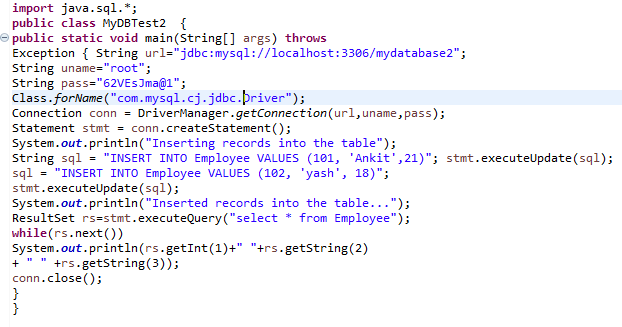 import java.sql.*;
public class MyDBTest2  {
public static void main(String[] args) throws
Exception { String url="jdbc:mysql://localhost:3306/mydatabase2";
String uname="root";
String pass="62VEsJma@1";
Class.forName("com.mysql.cj.jdbc.Driver");
Connection conn = DriverManager.getConnection(url,uname,pass);
Statement stmt = conn.createStatement();
System.out.println("Inserting records into the table");
String sql = "INSERT INTO Employee VALUES (101, 'Ankit',21)"; stmt.executeUpdate(sql);
sql = "INSERT INTO Employee VALUES (102, 'yash', 18)";
stmt.executeUpdate(sql);
System.out.println("Inserted records into the table...");
ResultSet rs=stmt.executeQuery("select * from Employee");
while(rs.next())
System.out.println(rs.getInt(1)+" "+rs.getString(2)
+ " " +rs.getString(3));
conn.close();
}
}